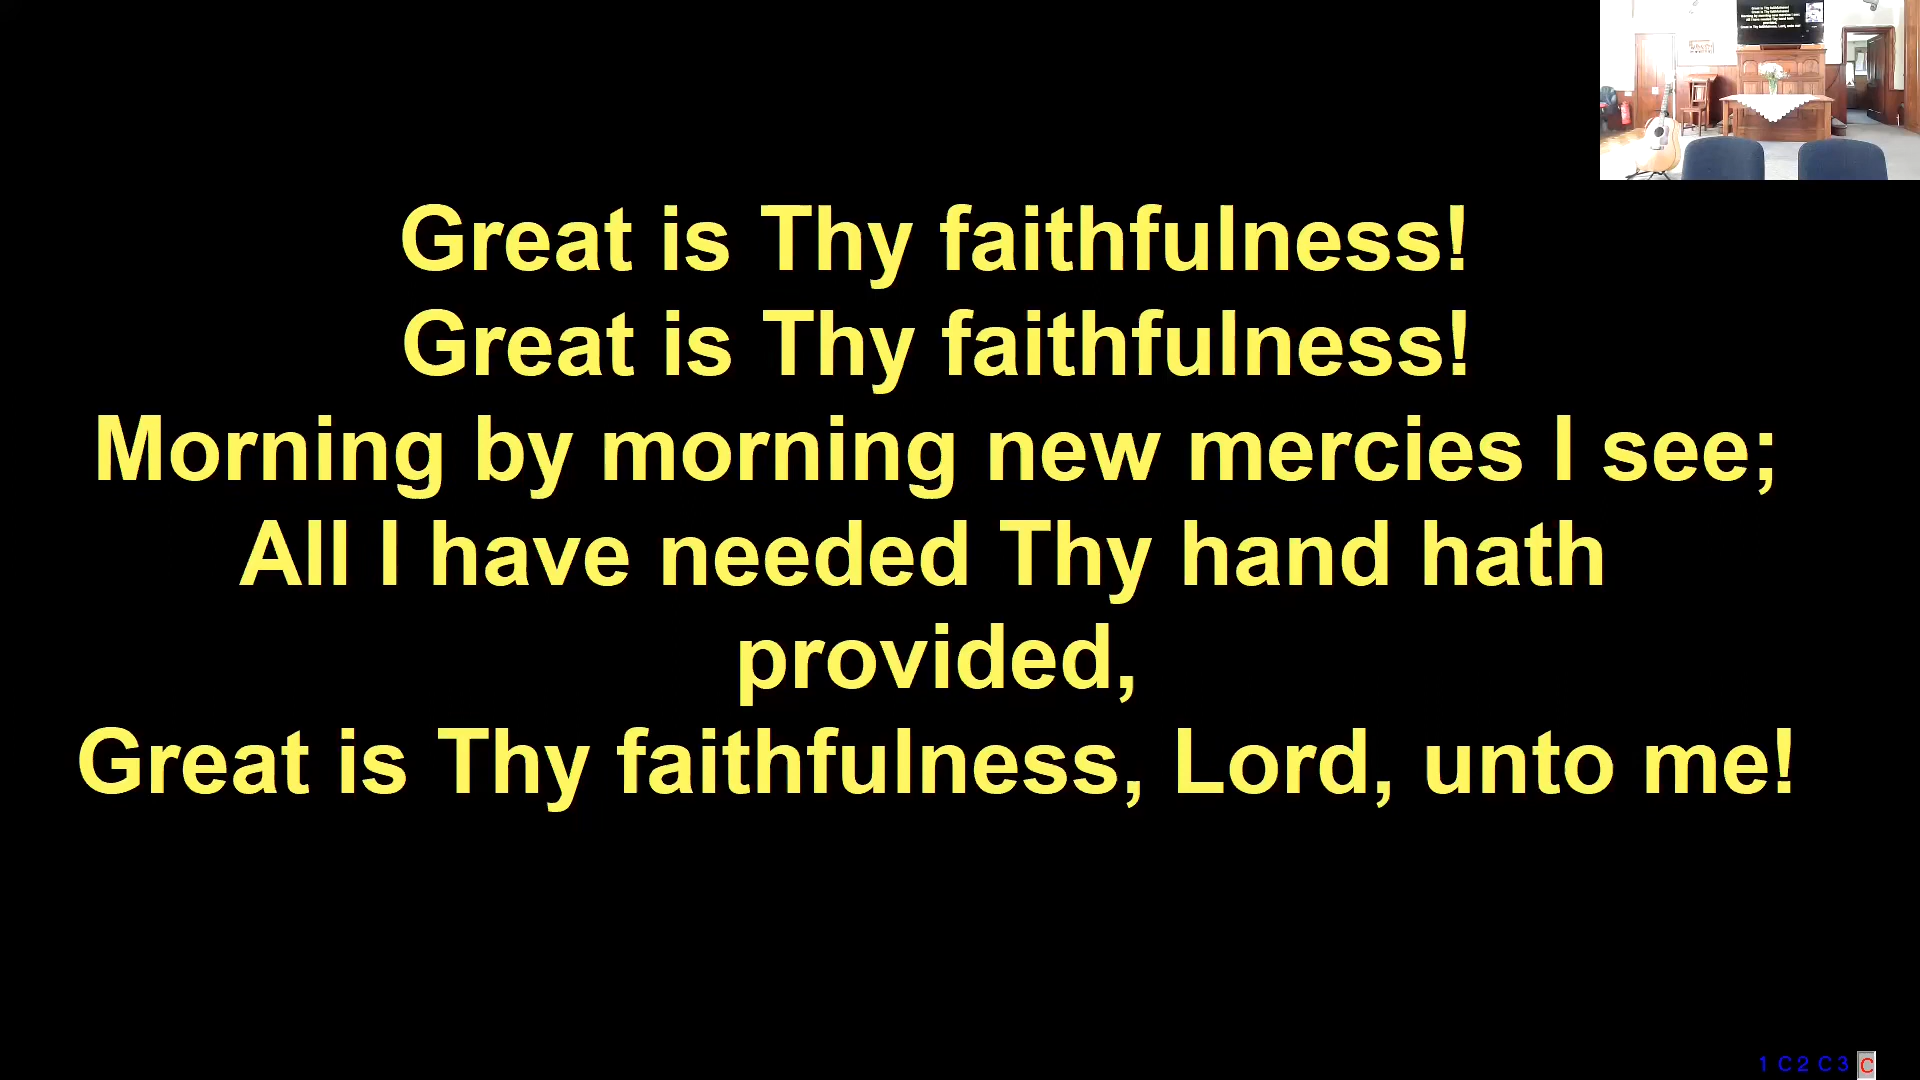 Great is Thy faithfulness!
Great is Thy faithfulness!
Morning by morning new mercies I see;
All I have needed Thy hand hath
provided,
Great is Thy faithfulness, Lord, unto me!
1 C 2 C 3 C